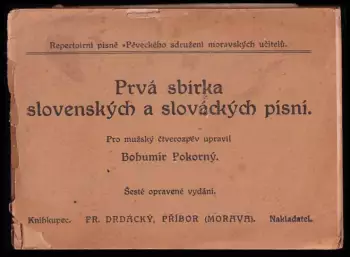 Repertoirní písně »Pěveckého sdružení moravských učitelů.
Prvá sbírka
slovenských a slováckých písní.
Pro mužský čtverozpěv upravil
Bohumír Pokorný.
Šesté opravené vydání.
Knihkupec. FR. DRDÁCKÝ, PŘÍBOR (MORAVA). Nakladatel.